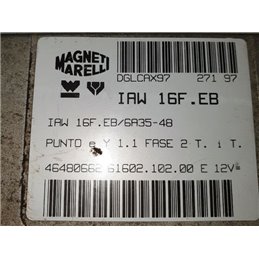 MAGNETI
MARELLI
DGLCAX97 271 97
IAW 16F.EB
IAW 16F.EB/6A35-48
PUNTO e Y 1.1 FASE 2 T. i T.
46480662 61602.102.00 E 12V